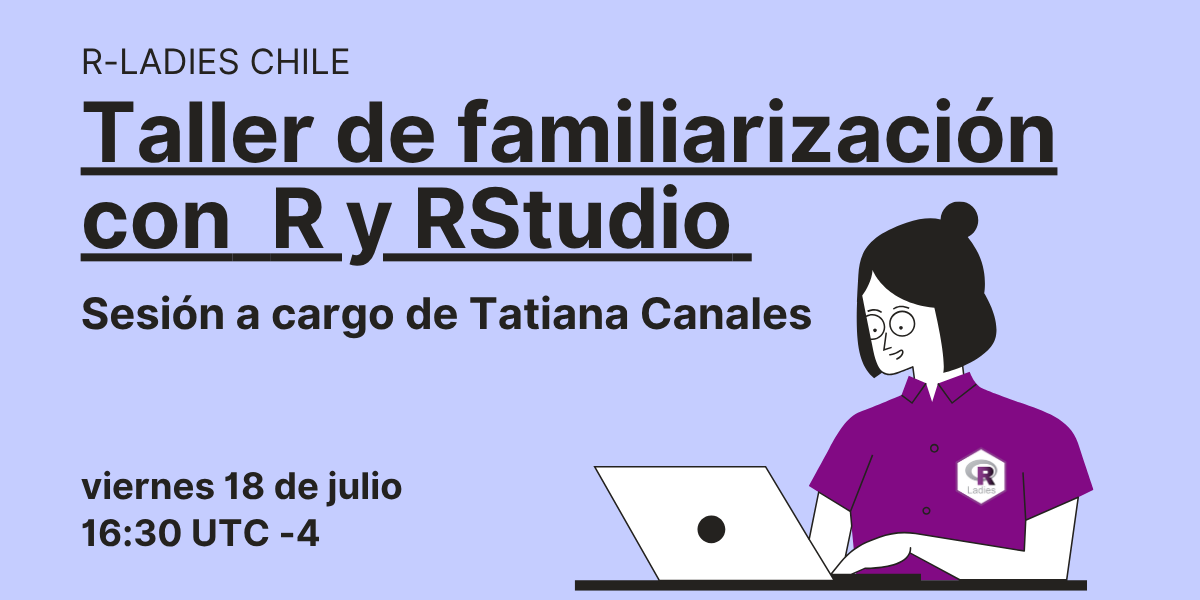 R-LADIES CHILE
Taller de familiarización
con R y RStudio
Sesión a cargo de Tatiana Canales
viernes 18 de julio
16:30 UTC -4
R
Ladies